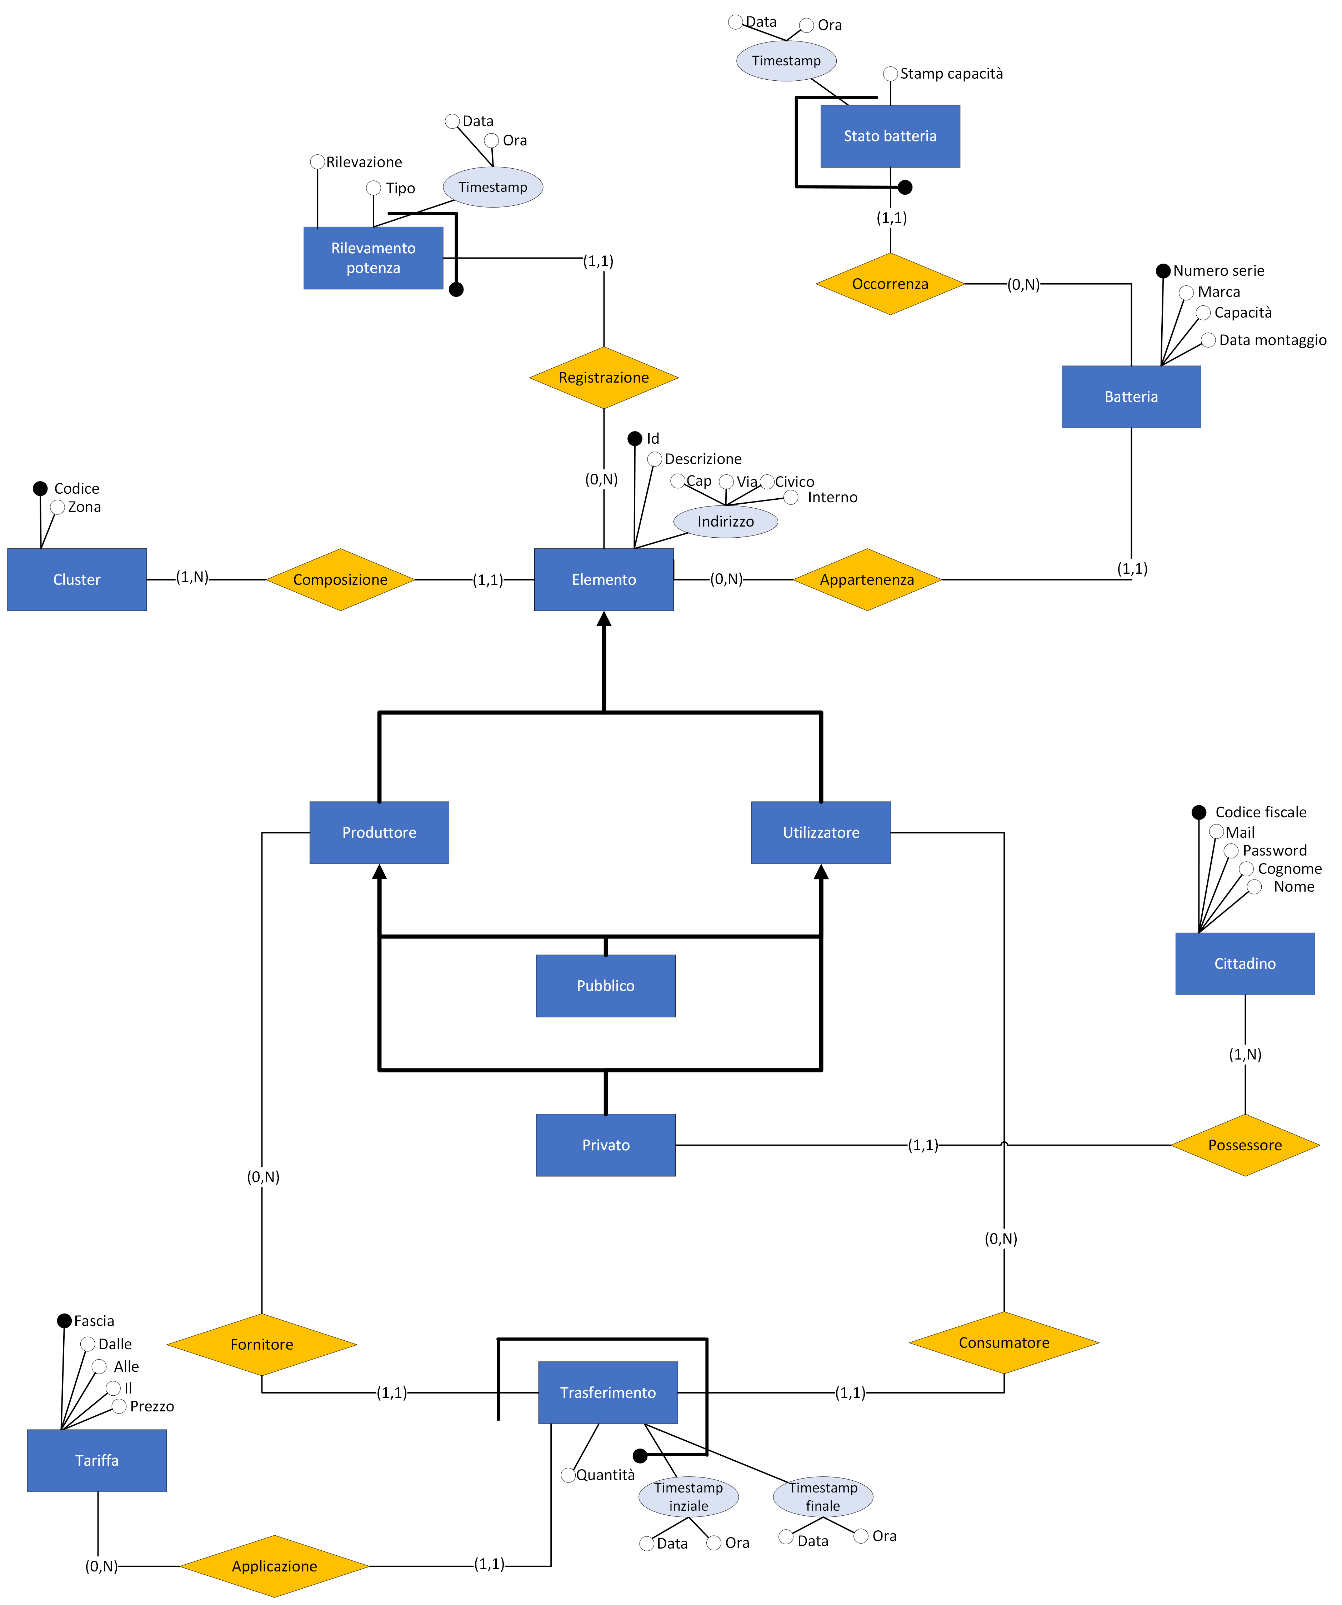 Data
Ora
Timestamp
Stamp capacità
Stato batteria
(1,1)
Occorrenza
(0,N)
Data
Ora
Rilevazione
Tipo
Timestamp
Rilevamento
potenza
(1,1)
Registrazione
(0,N)
Numero serie
Marca
Capacità
Data montaggio
Batteria
(1,1)
Id
Descrizione
Cap
Via
Civico
Interno
Indirizzo
Codice
Zona
Cluster
(1,N)
Composizione
(1,1)
Elemento
(0,N)
Appartenenza
Produttore
Utilizzatore
Codice fiscale
Mail
Password
Cognome
Nome
Cittadino
Pubblico
(1,N)
Privato
(1,1)
Possessore
(0,N)
(0,N)
Fornitore
Consumatore
Fascia
Dalle
Alle
Il
Prezzo
Tariffa
(1,1)
Trasferimento
(1,1)
Quantità
Timestamp
inziale
Data
Ora
Timestamp
finale
Data
Ora
(0,N)
Applicazione
(1,1)